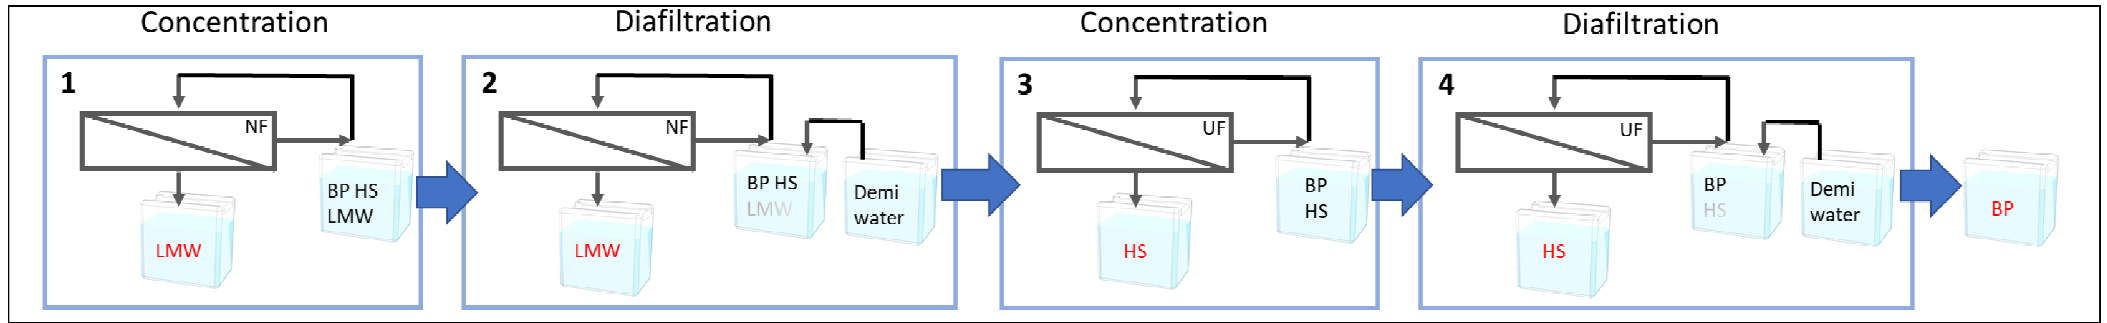 Concentration
Diafiltration
Concentration
Diafiltration
1
NF
BP HS
LMW
LMW
2
NF
BP HS
LMW
Demi
water
LMW
3
UF
BP
HS
HS
4
UF
BP
HS
Demi
water
HS
BP